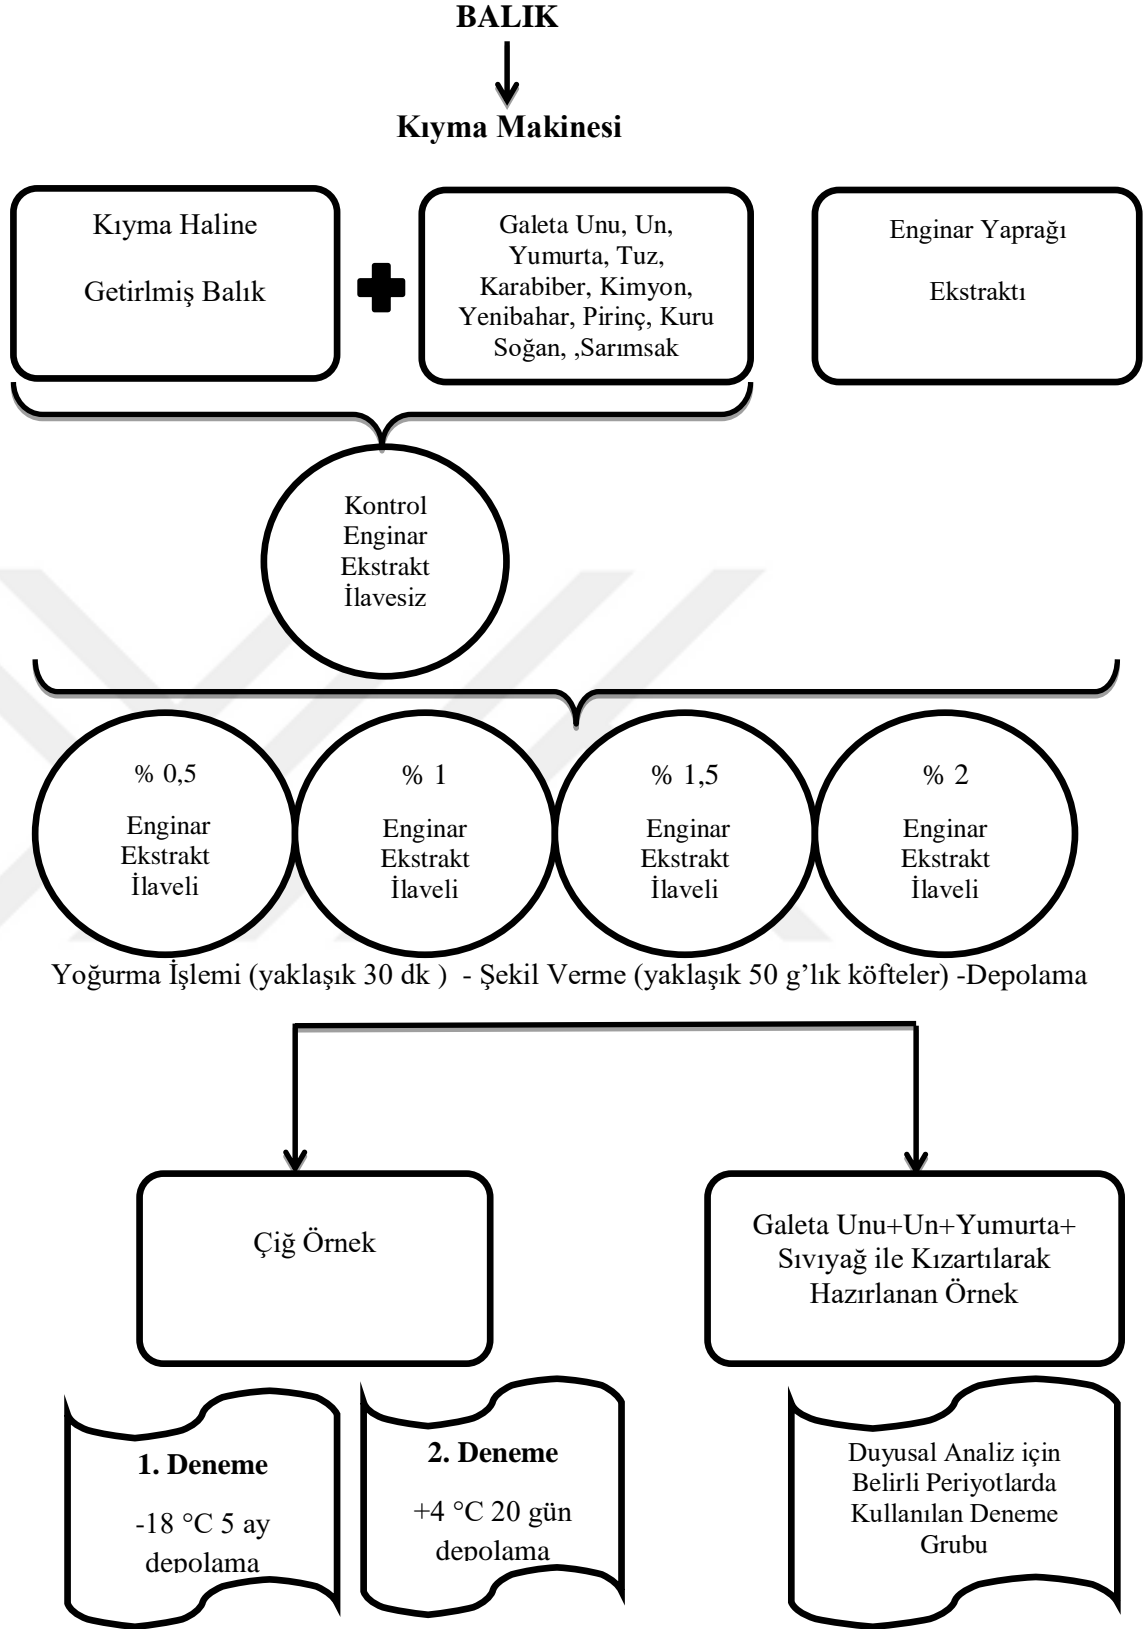 BALIK
Kıyma Makinesi
Kıyma Haline
Getirlmiş Balık
Galeta Unu, Un,
Yumurta, Tuz,
Karabiber, Kimyon,
Yenibahar, Pirinç, Kuru
Soğan, ,Sarımsak
Enginar Yaprağı
Ekstraktı
Kontrol
Enginar
Ekstrakt
İlavesiz
% 0,5
Enginar
Ekstrakt
İlaveli
% 1
Enginar
Ekstrakt
İlaveli
% 1,5
Enginar
Ekstrakt
İlaveli
% 2
Enginar
Ekstrakt
İlaveli
Yoğurma İşlemi (yaklaşık 30 dk ) - Şekil Verme (yaklaşık 50 g’lık köfteler) -Depolama
Çiğ Örnek
Galeta Unu+Un+Yumurta+
Sıvıyağ ile Kızartılarak
Hazırlanan Örnek
1. Deneme
-18 °C 5 ay
depolama
2. Deneme
+4 °C 20 gün
depolama
Duyusal Analiz için
Belirli Periyotlarda
Kullanılan Deneme
Grubu